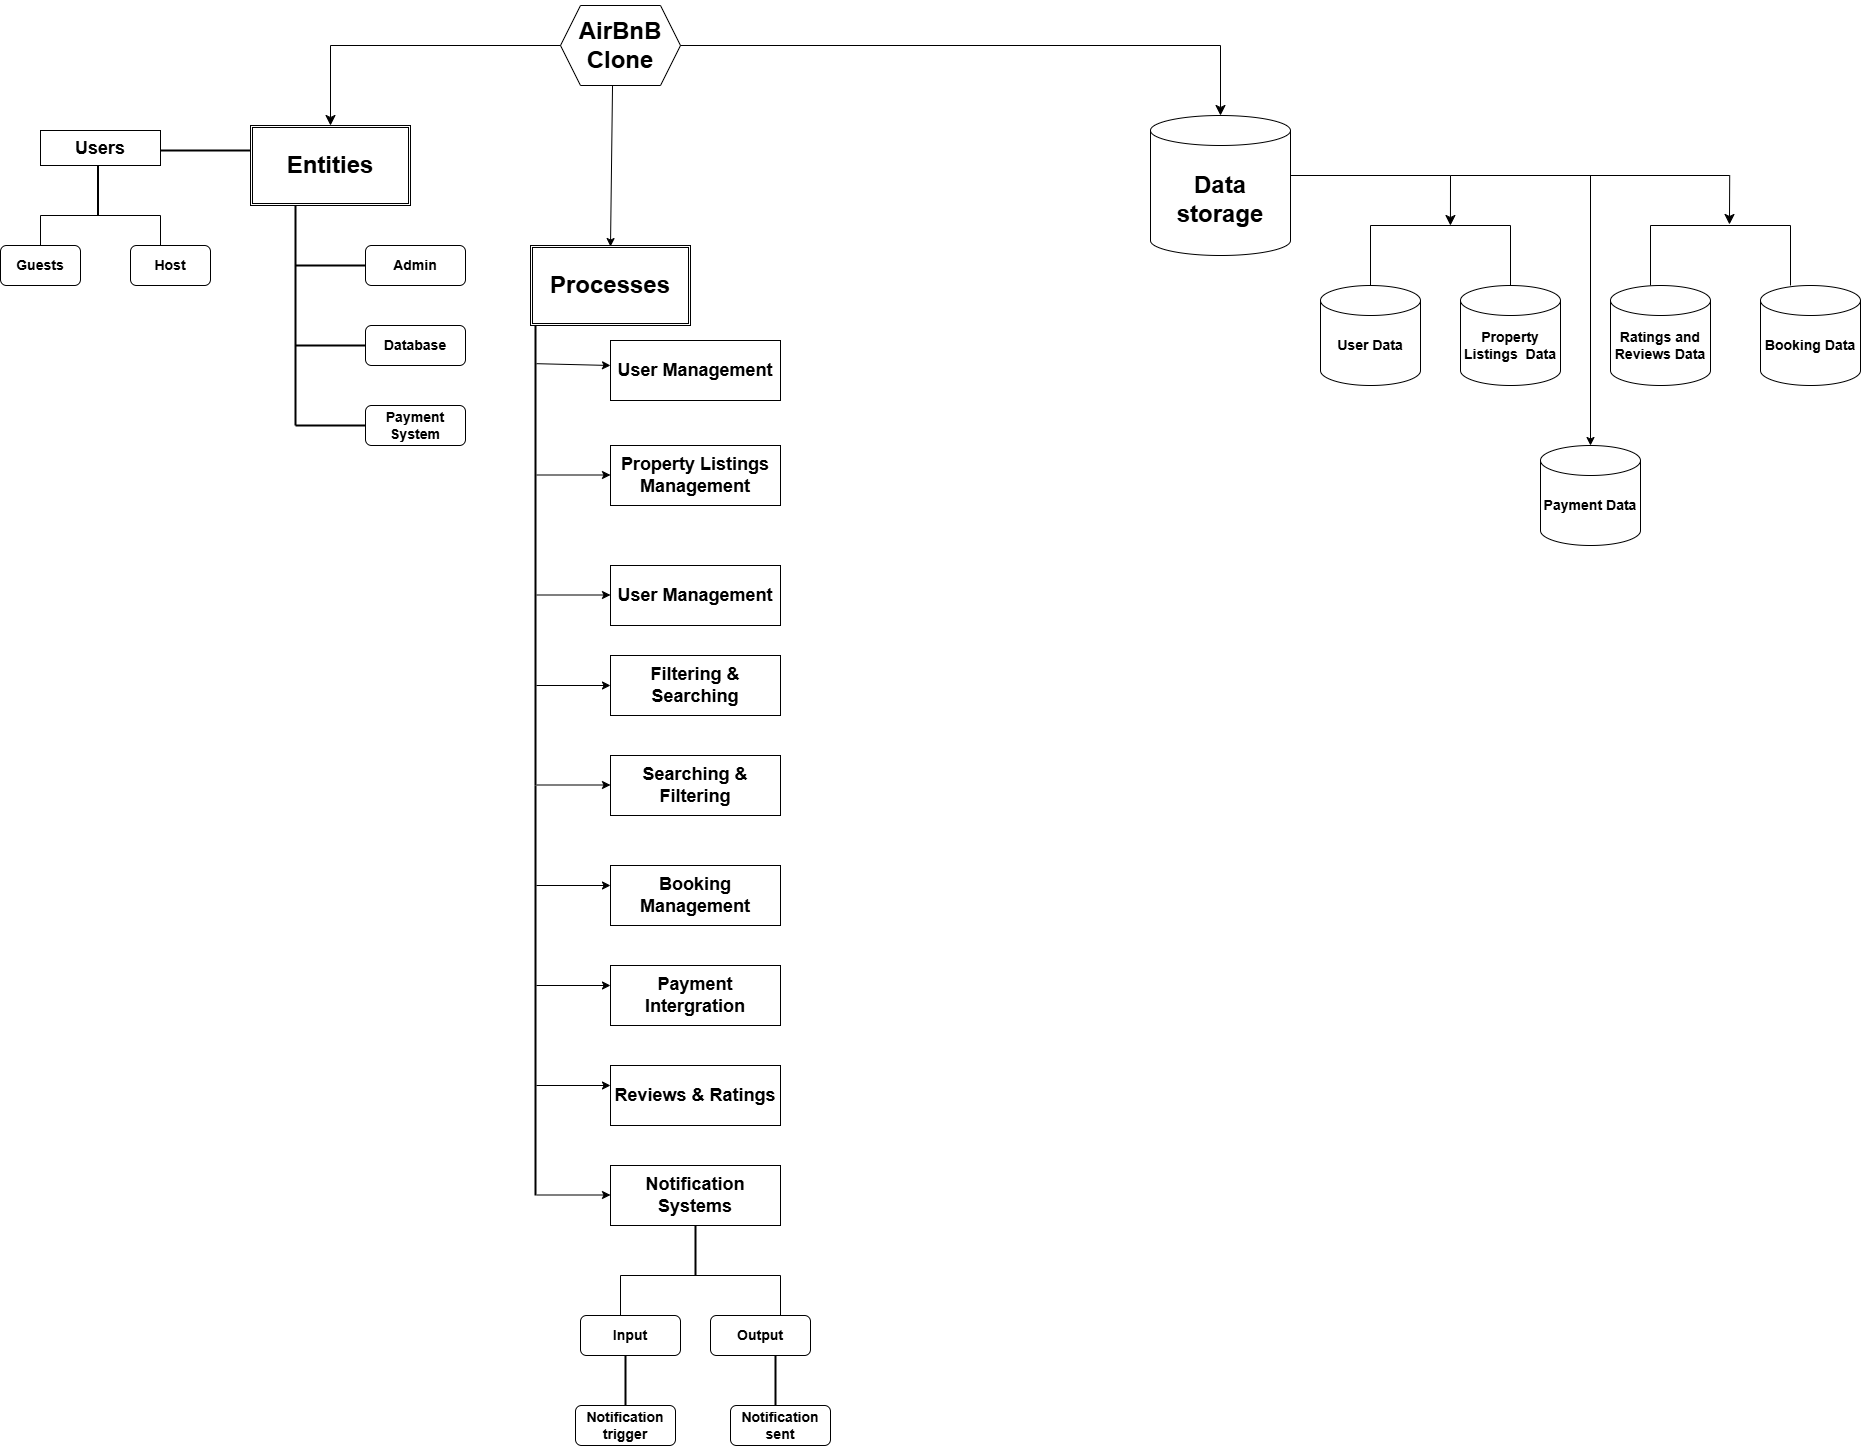 AirBnB
Clone
Users
Entities
Guests
Host
Admin
Database
Payment
System
Processes
User Management
Property Listings
Management
User Management
Filtering &
Searching
Searching &
Filtering
Booking
Management
Payment
Intergration
Reviews & Ratings
Notification
Systems
Input
Output
Notification
trigger
Notification
sent
Data
storage
User Data
Property
Listings  Data
Ratings and
Reviews Data
Booking Data
Payment Data